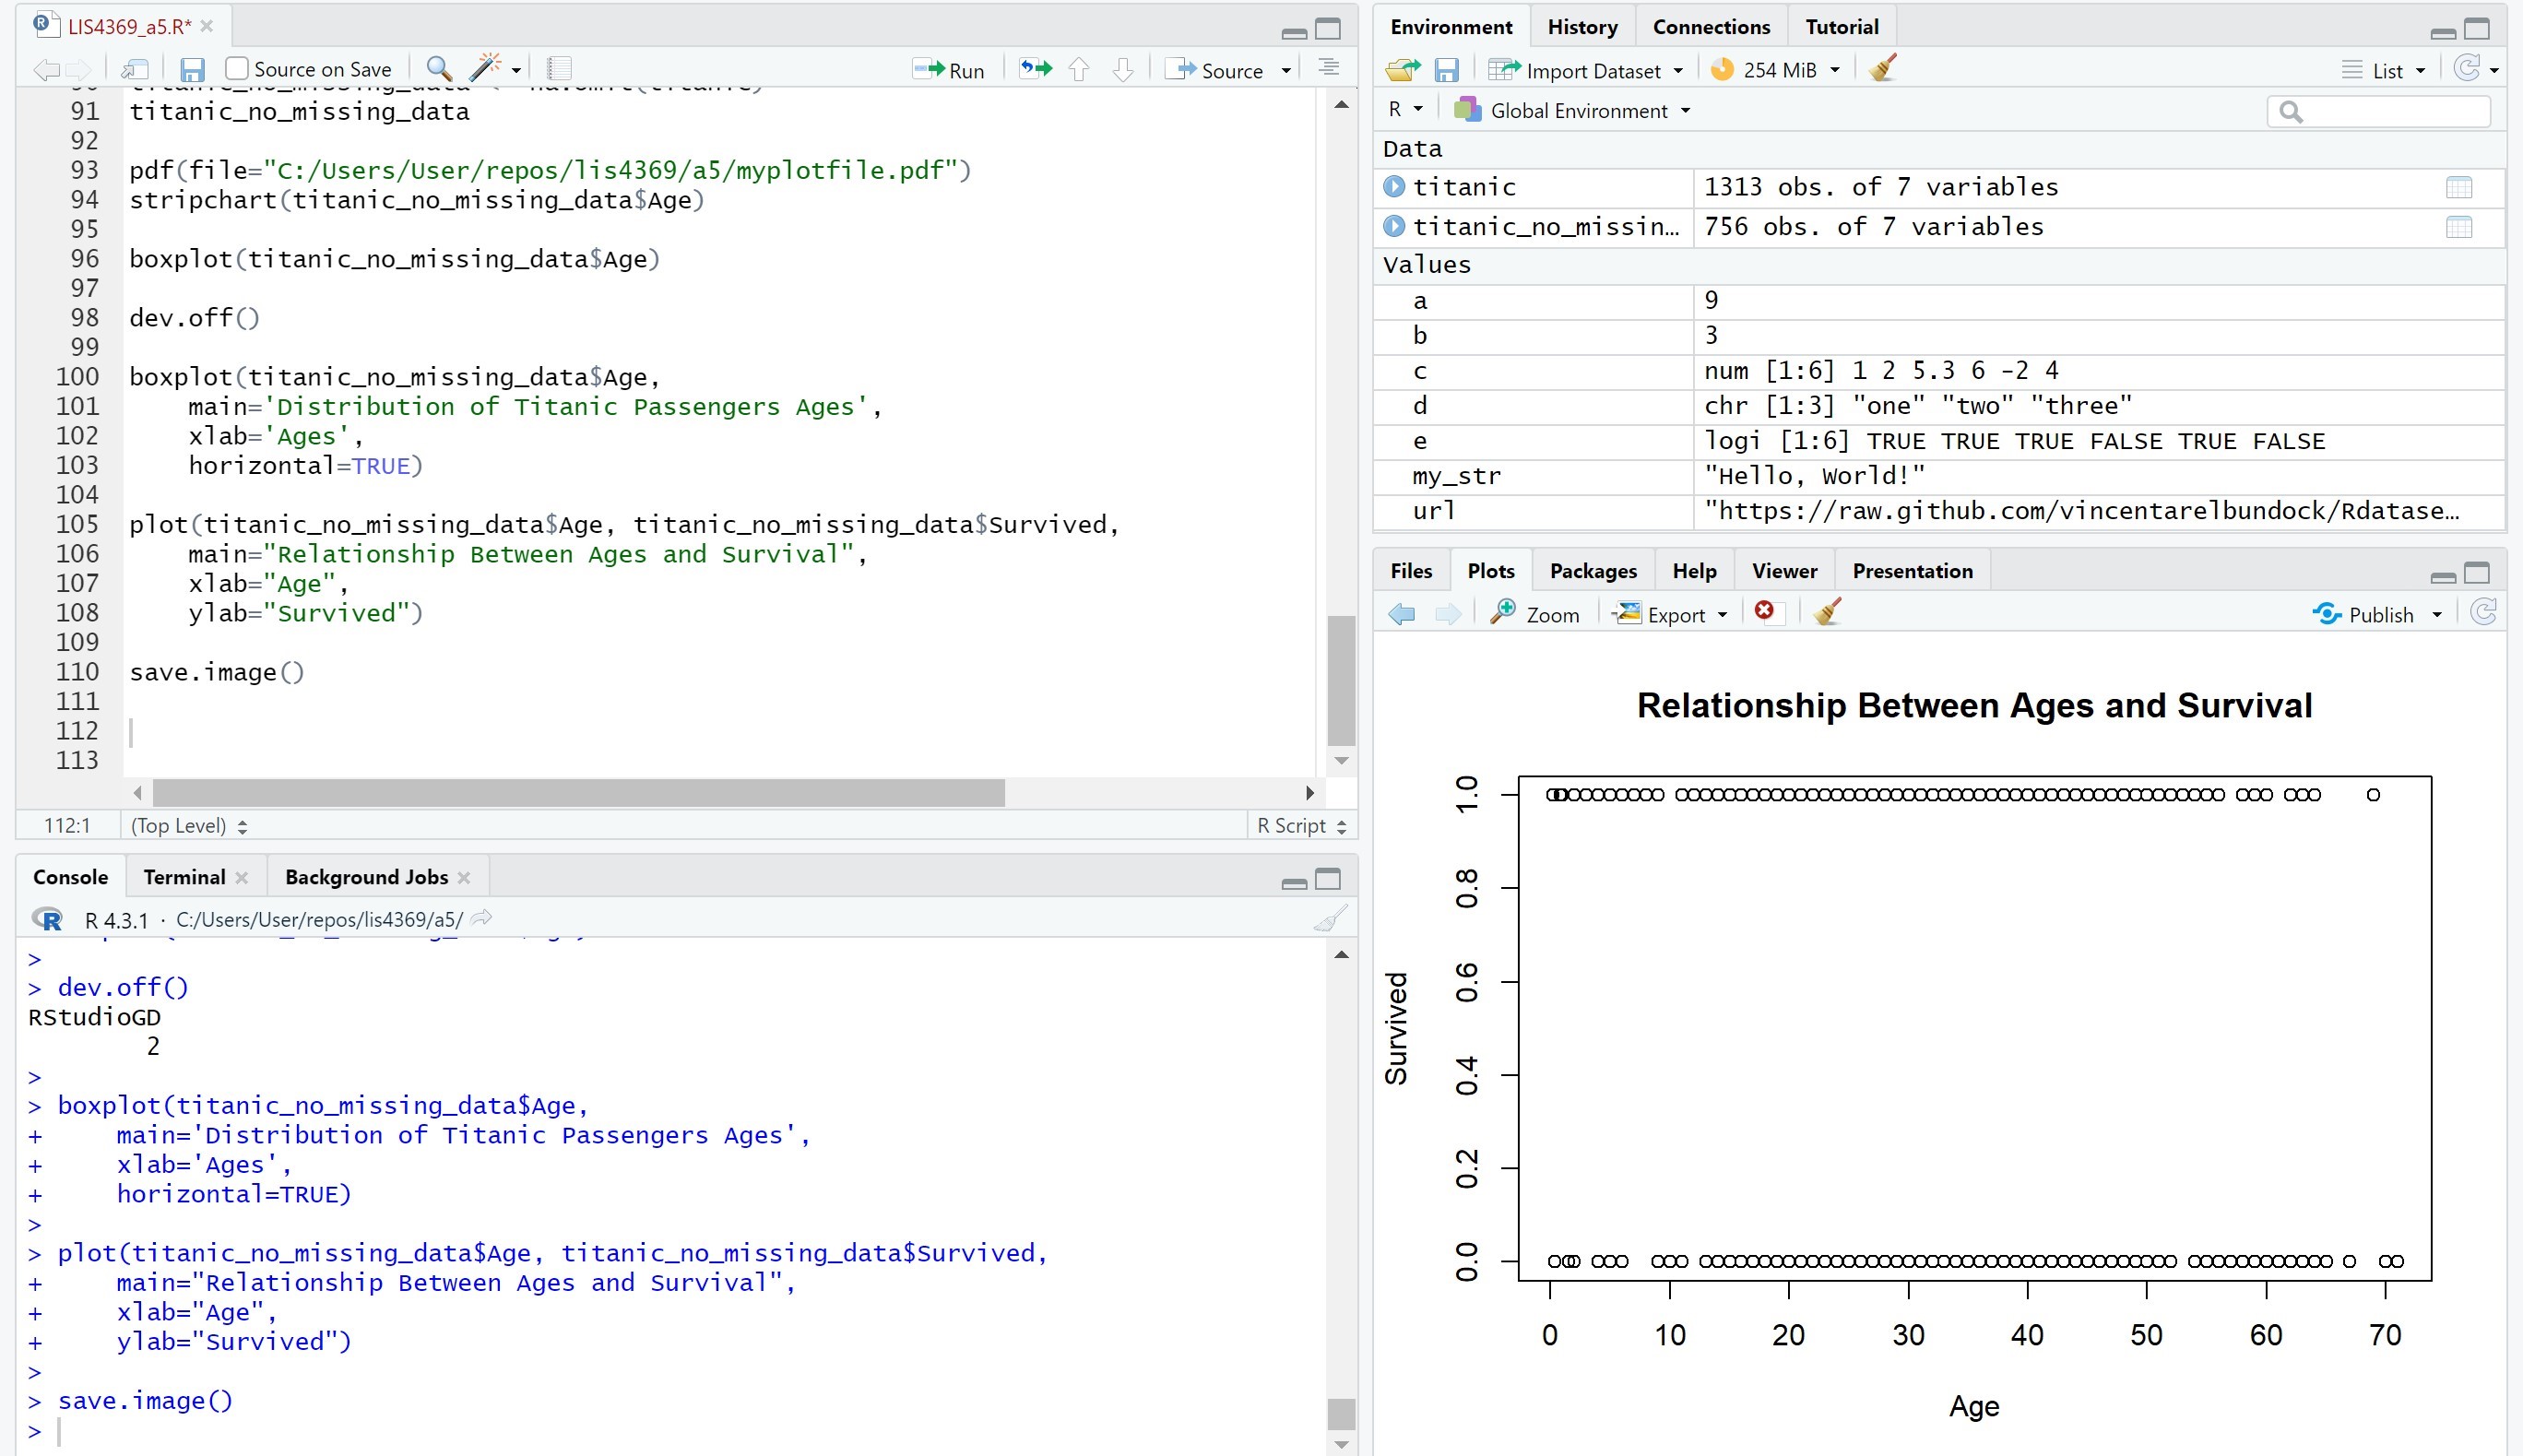 LIS4369_a5.R*
Source on Save
Run
Source
91 titanic_no_missing_data
92
93 pdf(file="C:/Users/User/repos/lis4369/a5/myplotfile.pdf")
94 stripchart(titanic_no_missing_data$Age)
95
96 boxplot(titanic_no_missing_data$Age)
97
98 dev.off()
99
100 boxplot(titanic_no_missing_data$Age,
101 main='Distribution of Titanic Passengers Ages',
102 xlab='Ages',
103 horizontal=TRUE)
104
105 plot(titanic_no_missing_data$Age, titanic_no_missing_data$Survived,
106 main="Relationship Between Ages and Survival",
107 xlab="Age",
108 ylab="Survived")
109
110 save.image()
111
112
113
112:1 (Top Level) R Script
Console Terminal Background Jobs
R 4.3.1 · C:/Users/User/repos/lis4369/a5/
>
> dev.off()
RStudioGD
2
>
> boxplot(titanic_no_missing_data$Age,
+ main='Distribution of Titanic Passengers Ages',
+ xlab='Ages',
+ horizontal=TRUE)
>
> plot(titanic_no_missing_data$Age, titanic_no_missing_data$Survived,
+ main="Relationship Between Ages and Survival",
+ xlab="Age",
+ ylab="Survived")
>
> save.image()
>
Environment History Connections Tutorial
Import Dataset 254 MiB List
R Global Environment
Data
titanic 1313 obs. of 7 variables
titanic_no_missin… 756 obs. of 7 variables
Values
a 9
b 3
c num [1:6] 1 2 5.3 6 -2 4
d chr [1:3] "one" "two" "three"
e logi [1:6] TRUE TRUE TRUE FALSE TRUE FALSE
my_str "Hello, World!"
url "https://raw.github.com/vincentarelbundock/Rdatase…
Files Plots Packages Help Viewer Presentation
Zoom Export Publish
Relationship Between Ages and Survival
Survived
1.0
0.8
0.6
0.4
0.2
0.0
0 10 20 30 40 50 60 70
Age